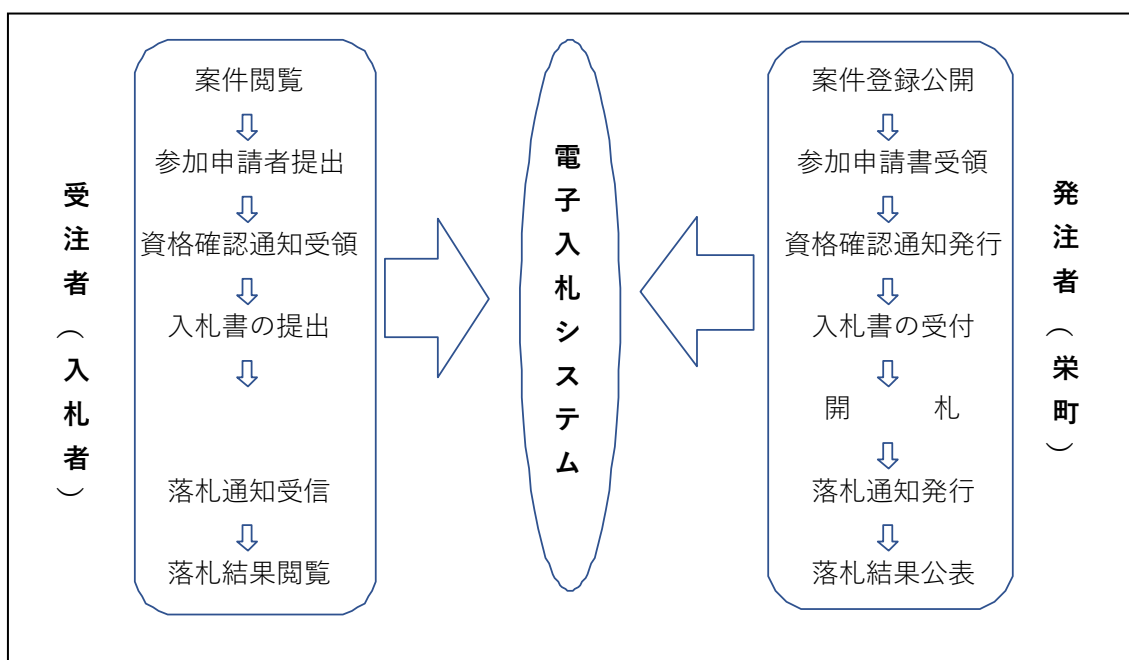 受注者（入札者）
案件閲覧
参加申請者提出
資格確認通知受領
入札書の提出
落札通知受信
落札結果閲覧
電子入札システム
案件登録公開
参加申請書受領
資格確認通知発行
入札書の受付
開　　札
落札通知発行
落札結果公表
発注者（栄町）